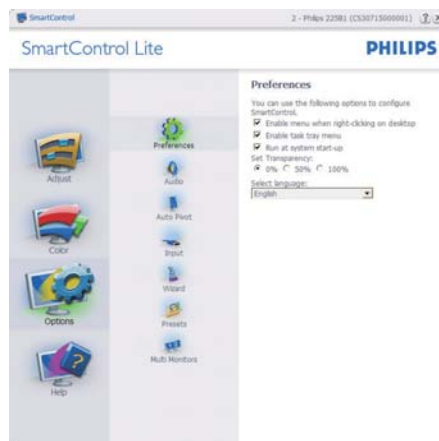 SmartControl
2 - Philips 225B1 (CS30715000001)
SmartControl Lite
PHILIPS
Adjust
Color
Options
Help
Preferences
Audio
Auto Pivot
Input
Wizard
Presets
Multi Monitors
Preferences
You can use the following options to configure
SmartControl.
Enable menu when right-clicking on desktop
Enable task tray menu
Run at system start-up
Set Transparency:
0% 50% 100%
Select language:
English